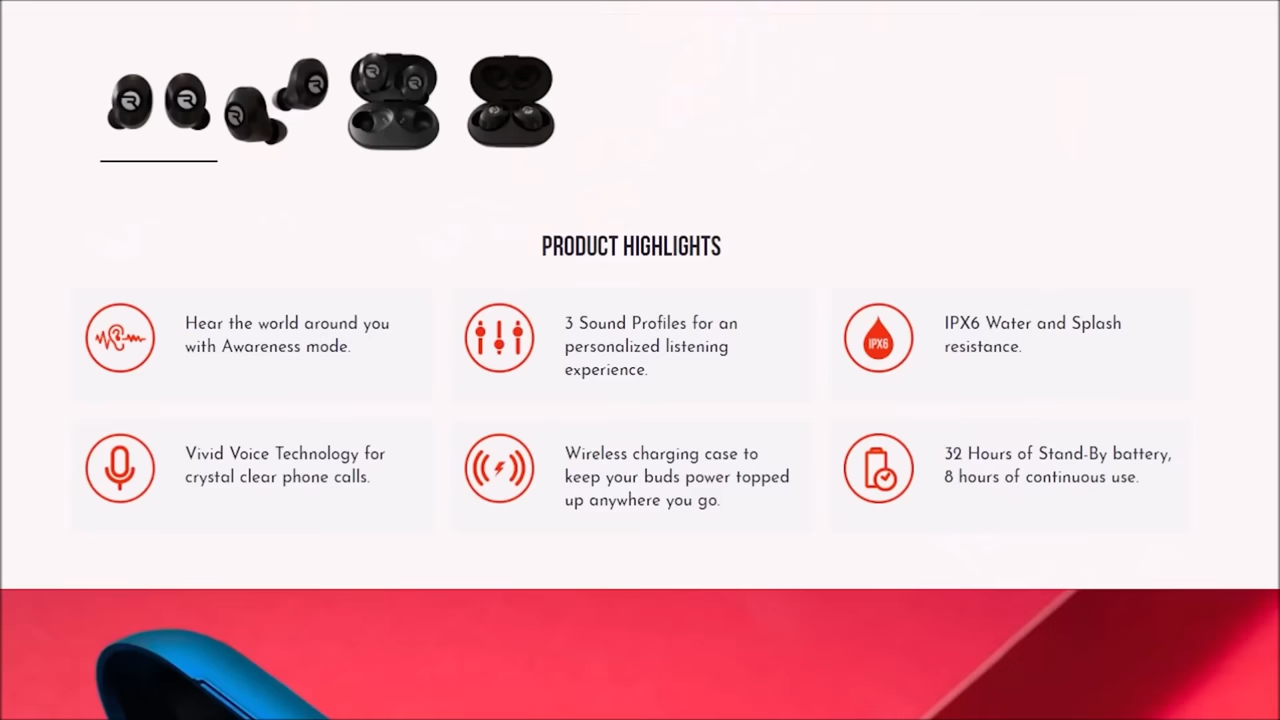 PRODUCT HIGHLIGHTS
Hear the world around you
with Awareness mode.
3 Sound Profiles for an
personalized listening
experience.
IPX6
IPX6 Water and Splash
resistance.
Vivid Voice Technology for
crystal clear phone calls.
Wireless charging case to
keep your buds power topped
up anywhere you go.
32 Hours of Stand-By battery,
8 hours of continuous use.